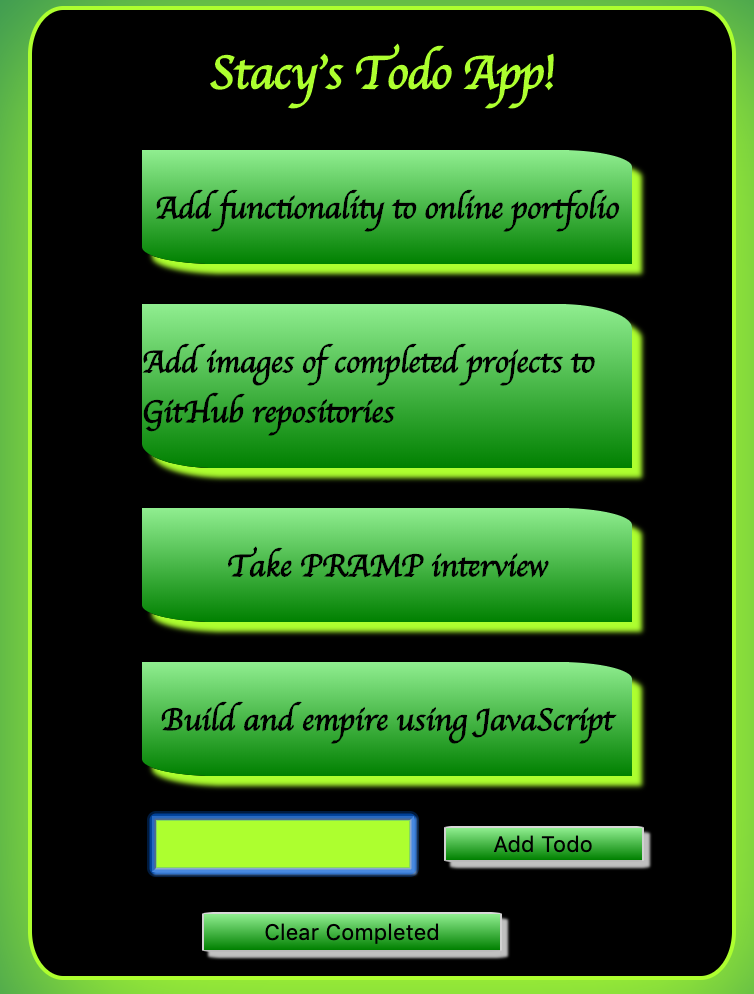 Stacy's Todo App!
Add functionality to online portfolio
Add images of completed projects to
GitHub repositories
Take PRAMP interview
Build and empire using JavaScript
Add Todo
Clear Completed